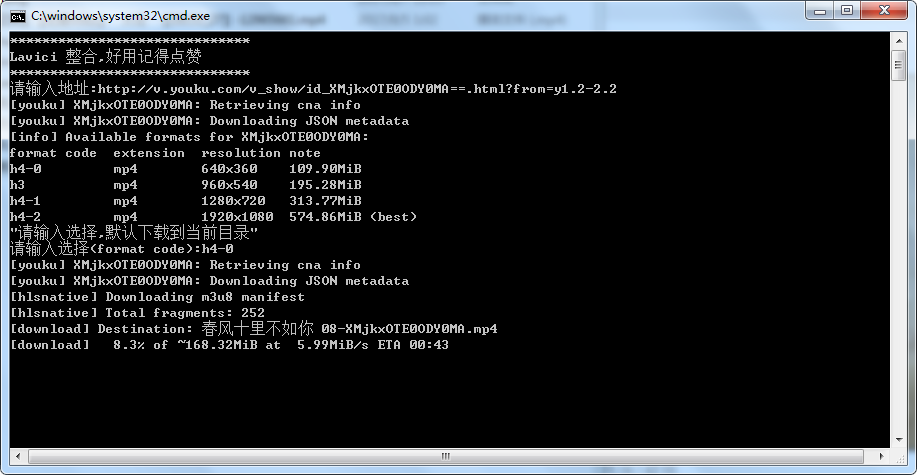 C:\windows\system32\cmd.exe
******************************
Lavici 整合,好用记得点赞
******************************
请输入地址:http://v.youku.com/v_show/id_XMjkxOTE0ODY0MA==.html?from=y1.2-2.2
[youku] XMjkxOTE0ODY0MA: Retrieving cna info
[youku] XMjkxOTE0ODY0MA: Downloading JSON metadata
[info] Available formats for XMjkxOTE0ODY0MA:
format code  extension  resolution note
h4-0         mp4        640x360    109.90MiB
h3           mp4        960x540    195.28MiB
h4-1         mp4        1280x720   313.77MiB
h4-2         mp4        1920x1080  574.86MiB (best)
"请输入选择,默认下载到当前目录"
请输入选择(format code):h4-0
[youku] XMjkxOTE0ODY0MA: Retrieving cna info
[youku] XMjkxOTE0ODY0MA: Downloading JSON metadata
[hlsnative] Downloading m3u8 manifest
[hlsnative] Total fragments: 252
[download] Destination: 春风十里不如你 08-XMjkxOTE0ODY0MA.mp4
[download]   8.3% of ~168.32MiB at  5.99MiB/s ETA 00:43